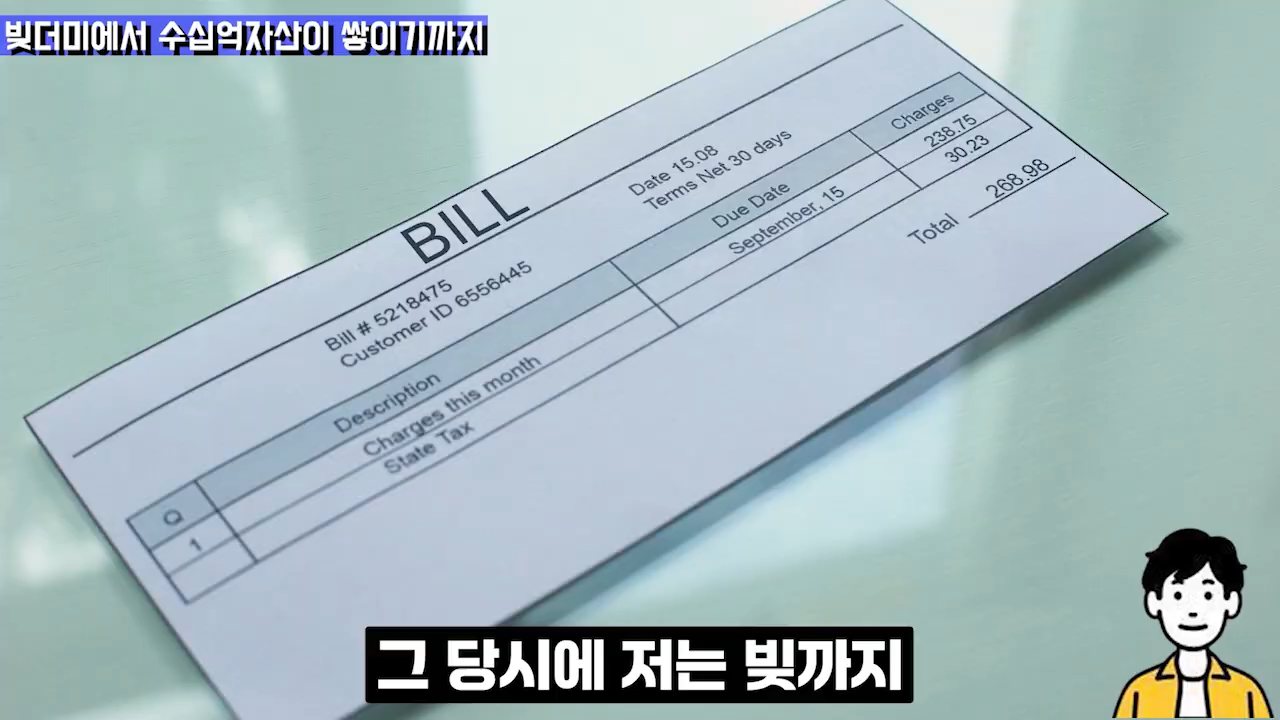 빚더미에서 수십억자산이 쌓이기까지
BILL
Date 15.08
Terms Net 30 days
Bill # 5218475
Customer ID 6556445
Q Description Due Date Charges
1 Charges this month September, 15 238.75
State Tax 30.23
Total 268.98
그 당시에 저는 빚까지